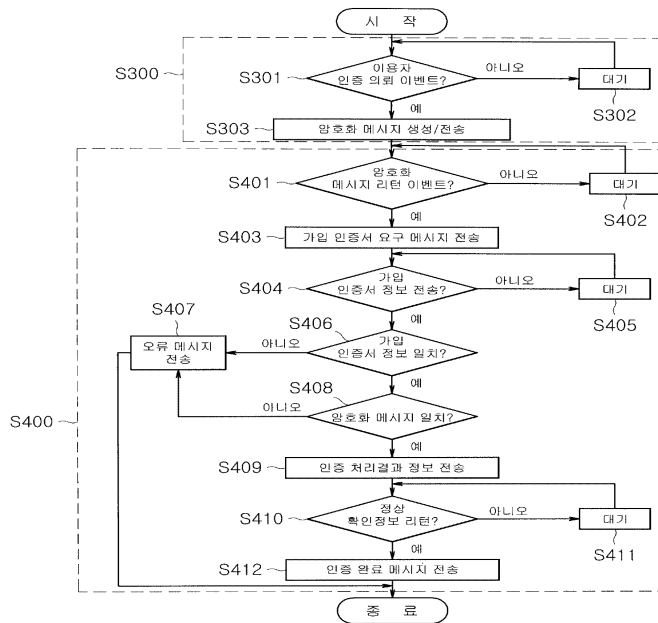 시 작
S300
S301
이용자
인증 의뢰 이벤트?
아니오
대기
S302
예
S303
암호화 메시지 생성/전송
S401
암호화
메시지 리턴 이벤트?
아니오
대기
S402
예
S403
가입 인증서 요구 메시지 전송
S404
가입
인증서 정보 전송?
아니오
대기
S405
예
S407
오류 메시지
전송
S406
아니오
가입
인증서 정보 일치?
예
S408
아니오
암호화 메시지 일치?
S400
예
S409
인증 처리결과 정보 전송
S410
정상
확인정보 리턴?
아니오
대기
S411
예
S412
인증 완료 메시지 전송
종 료